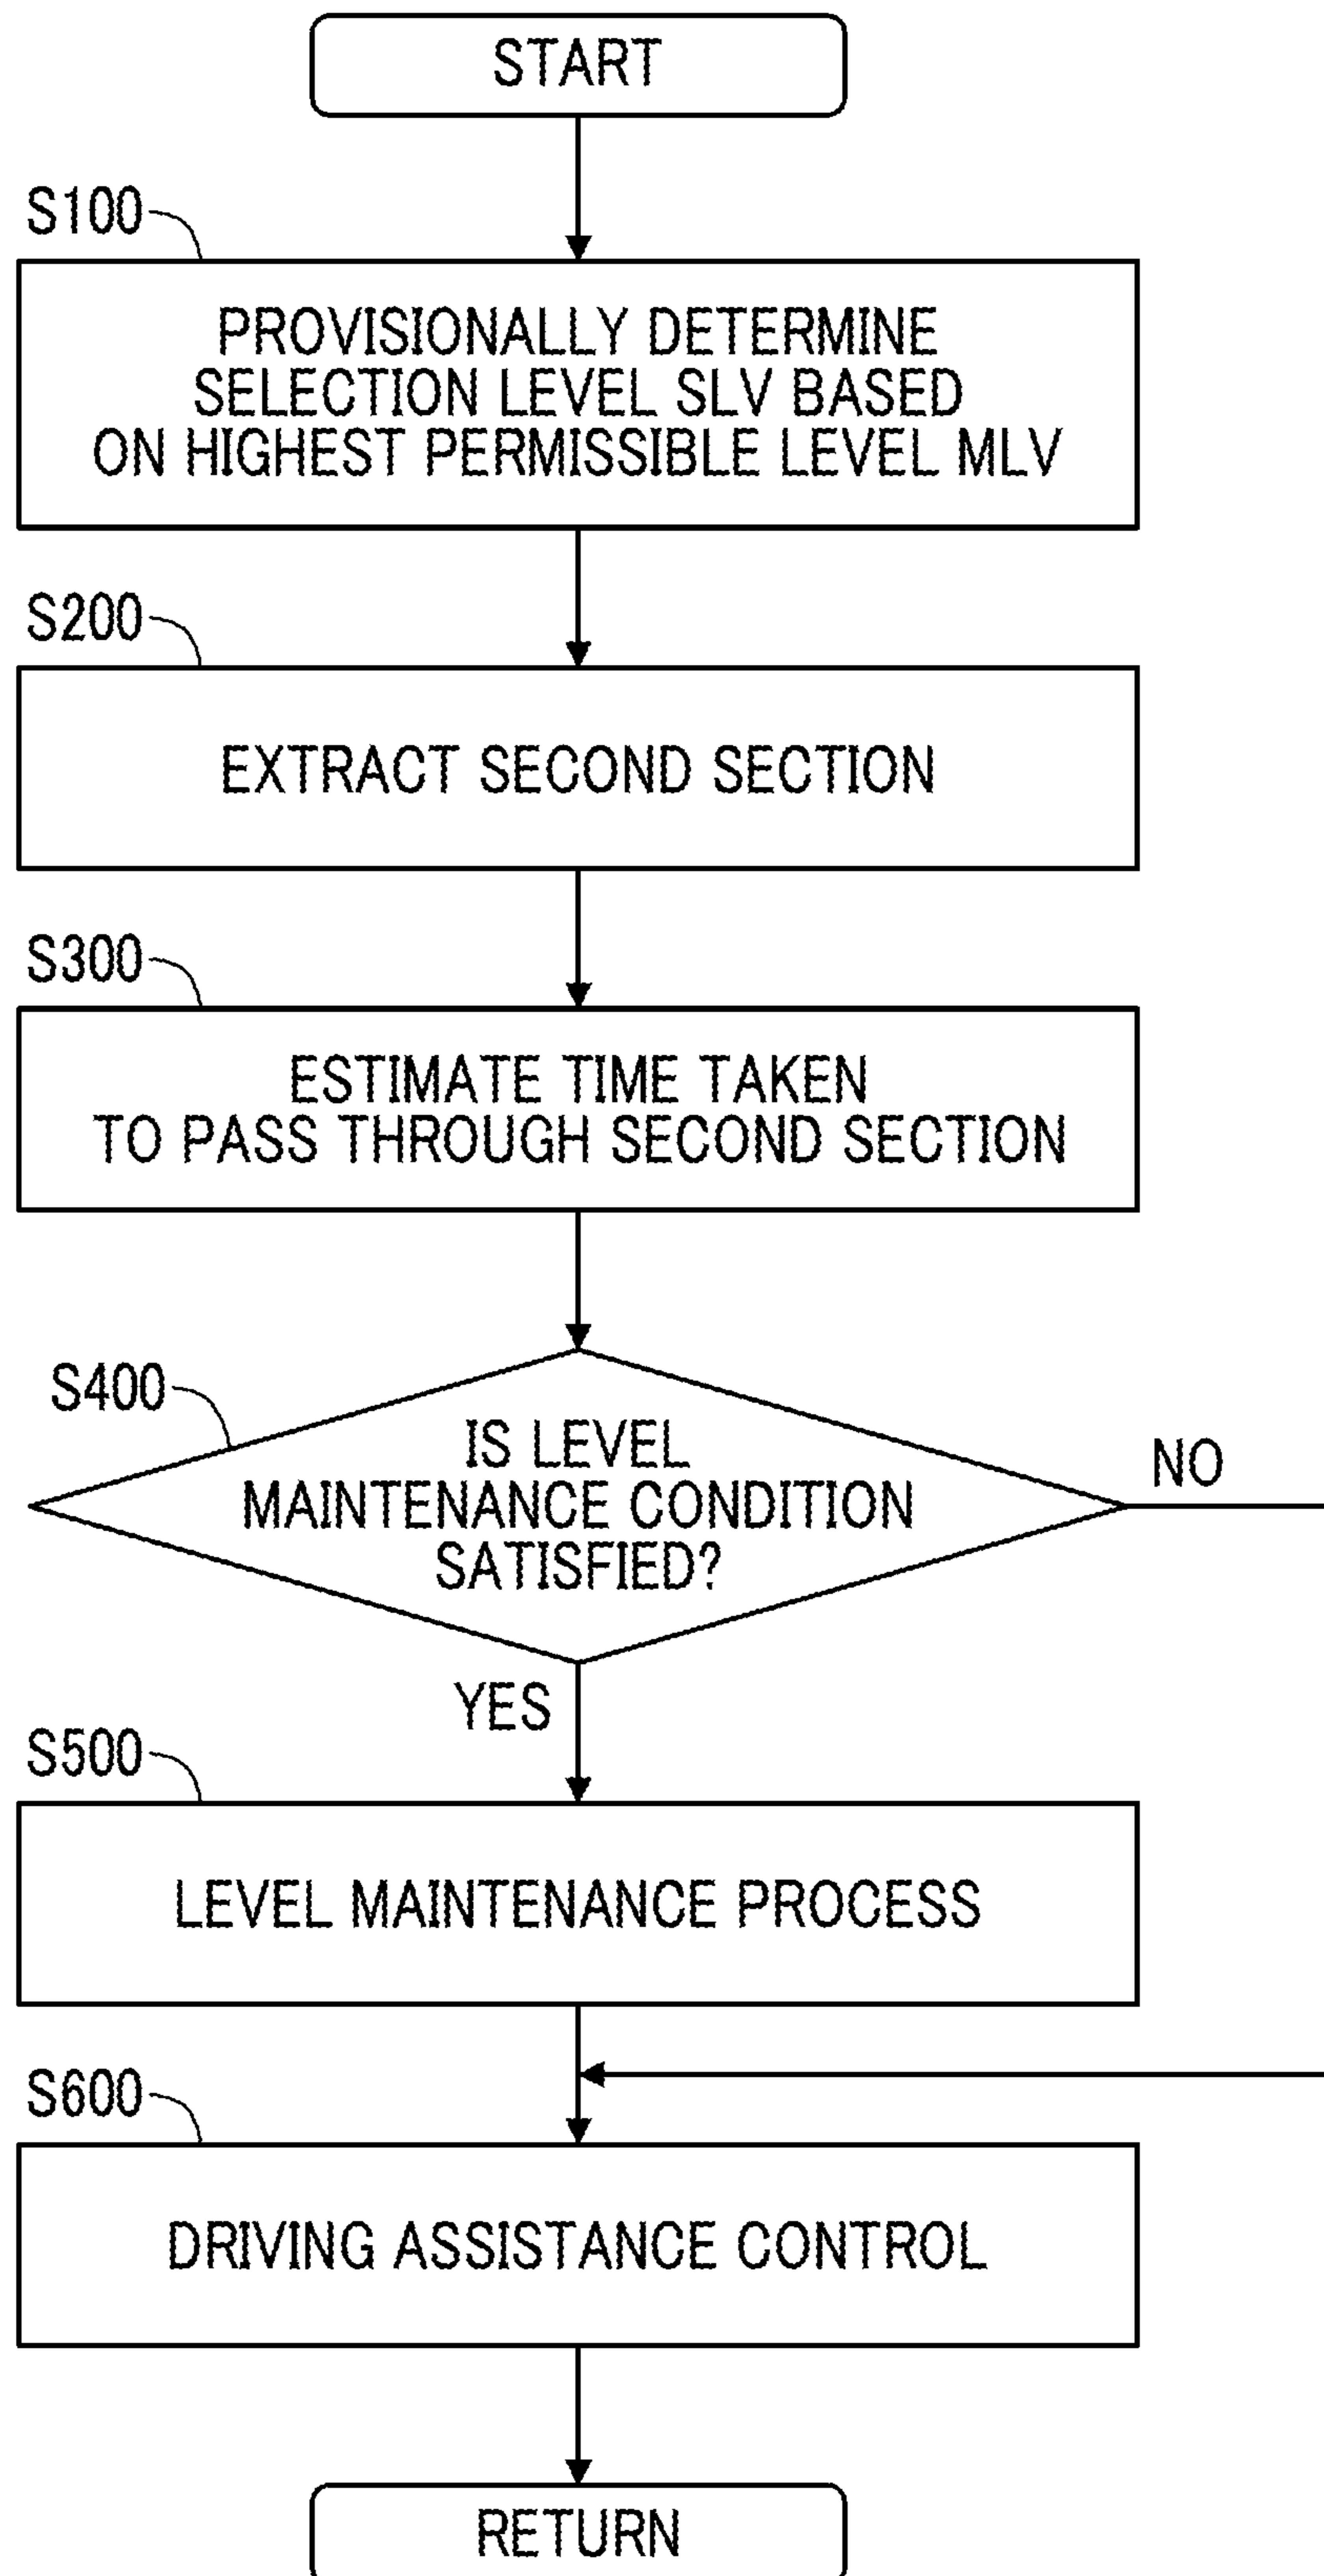 START
S100
PROVISIONALLY DETERMINE
SELECTION LEVEL SLV BASED
ON HIGHEST PERMISSIBLE LEVEL MLV
S200
EXTRACT SECOND SECTION
S300
ESTIMATE TIME TAKEN
TO PASS THROUGH SECOND SECTION
S400
IS LEVEL
MAINTENANCE CONDITION
SATISFIED?
NO
YES
S500
LEVEL MAINTENANCE PROCESS
S600
DRIVING ASSISTANCE CONTROL
RETURN